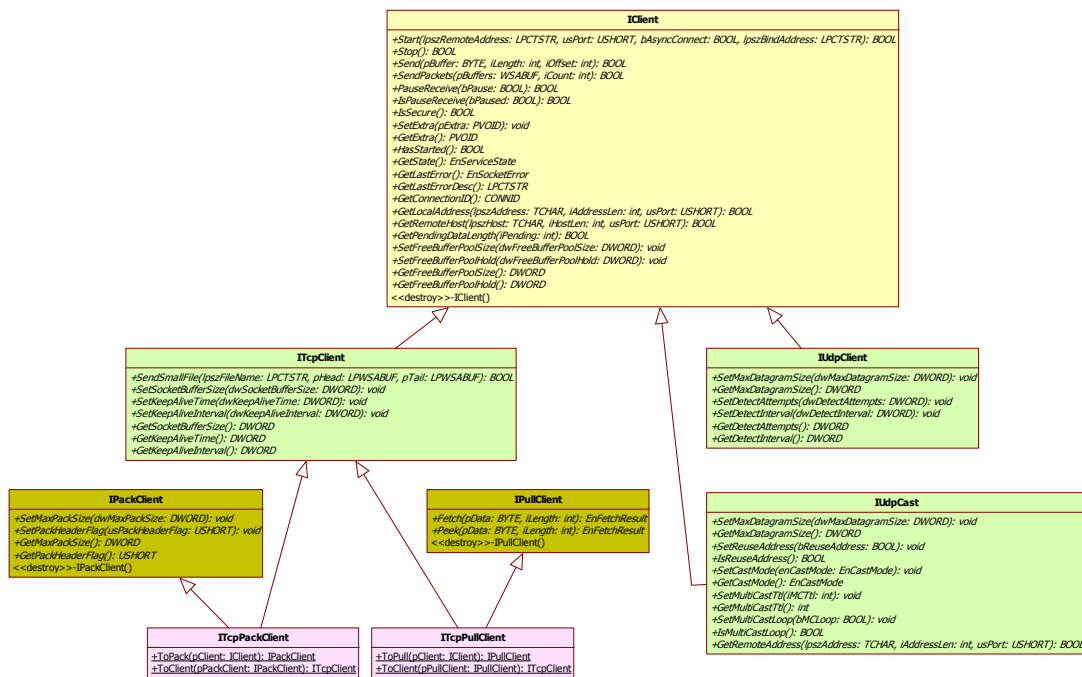 IClient
+Start(lpszRemoteAddress: LPCTSTR, usPort: USHORT, bAsyncConnect: BOOL, lpszBindAddress: LPCTSTR): BOOL
+Stop(): BOOL
+Send(pBuffer: BYTE, iLength: int, iOffset: int): BOOL
+SendPackets(pBuffers: WSABUF, iCount: int): BOOL
+PauseReceive(bPause: BOOL): BOOL
+IsPauseReceive(bPaused: BOOL): BOOL
+IsSecure(): BOOL
+SetExtra(pExtra: PVOID): void
+GetExtra(): PVOID
+HasStarted(): BOOL
+GetState(): EnServiceState
+GetLastError(): EnSocketError
+GetLastErrorDesc(): LPCTSTR
+GetConnectionID(): CONNID
+GetLocalAddress(lpszAddress: TCHAR, iAddressLen: int, usPort: USHORT): BOOL
+GetRemoteHost(lpszHost: TCHAR, iHostLen: int, usPort: USHORT): BOOL
+GetPendingDataLength(iPending: int): BOOL
+SetFreeBufferPoolSize(dwFreeBufferPoolSize: DWORD): void
+SetFreeBufferPoolHold(dwFreeBufferPoolHold: DWORD): void
+GetFreeBufferPoolSize(): DWORD
+GetFreeBufferPoolHold(): DWORD
<<destroy>>-IClient()
ITcpClient
+SendSmallFile(lpszFileName: LPCTSTR, pHead: LPWSABUF, pTail: LPWSABUF): BOOL
+SetSocketBufferSize(dwSocketBufferSize: DWORD): void
+SetKeepAliveTime(dwKeepAliveTime: DWORD): void
+SetKeepAliveInterval(dwKeepAliveInterval: DWORD): void
+GetSocketBufferSize(): DWORD
+GetKeepAliveTime(): DWORD
+GetKeepAliveInterval(): DWORD
IUdpClient
+SetMaxDatagramSize(dwMaxDatagramSize: DWORD): void
+GetMaxDatagramSize(): DWORD
+SetDetectAttempts(dwDetectAttempts: DWORD): void
+SetDetectInterval(dwDetectInterval: DWORD): void
+GetDetectAttempts(): DWORD
+GetDetectInterval(): DWORD
IPackClient
+SetMaxPackSize(dwMaxPackSize: DWORD): void
+SetPackHeaderFlag(usPackHeaderFlag: USHORT): void
+GetMaxPackSize(): DWORD
+GetPackHeaderFlag(): USHORT
<<destroy>>-IPackClient()
IPullClient
+Fetch(pData: BYTE, iLength: int): EnFetchResult
+Peek(pData: BYTE, iLength: int): EnFetchResult
<<destroy>>-IPullClient()
IUdpCast
+SetMaxDatagramSize(dwMaxDatagramSize: DWORD): void
+GetMaxDatagramSize(): DWORD
+SetReuseAddress(bReuseAddress: BOOL): void
+IsReuseAddress(): BOOL
+SetCastMode(enCastMode: EnCastMode): void
+GetCastMode(): EnCastMode
+SetMultiCastTtl(iMCTtl: int): void
+GetMultiCastTtl(): int
+SetMultiCastLoop(bMCLoop: BOOL): void
+IsMultiCastLoop(): BOOL
+GetRemoteAddress(lpszAddress: TCHAR, iAddressLen: int, usPort: USHORT): BOOL
ITcpPackClient
+ToPack(pClient: IClient): IPackClient
+ToClient(pPackClient: IPackClient): ITcpClient
ITcpPullClient
+ToPull(pClient: IClient): IPullClient
+ToClient(pPullClient: IPullClient): ITcpClient